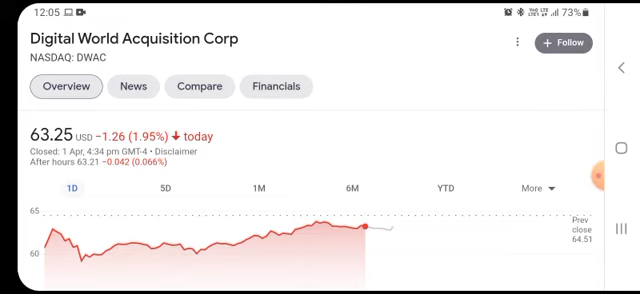 12:05
73%
Digital World Acquisition Corp
NASDAQ: DWAC
+ Follow
Overview
News
Compare
Financials
63.25 USD −1.26 (1.95%) today
Closed: 1 Apr, 4:34 pm GMT-4 • Disclaimer
After hours 63.21 −0.042 (0.066%)
1D
5D
1M
6M
YTD
More
65
60
Prev
close
64.51